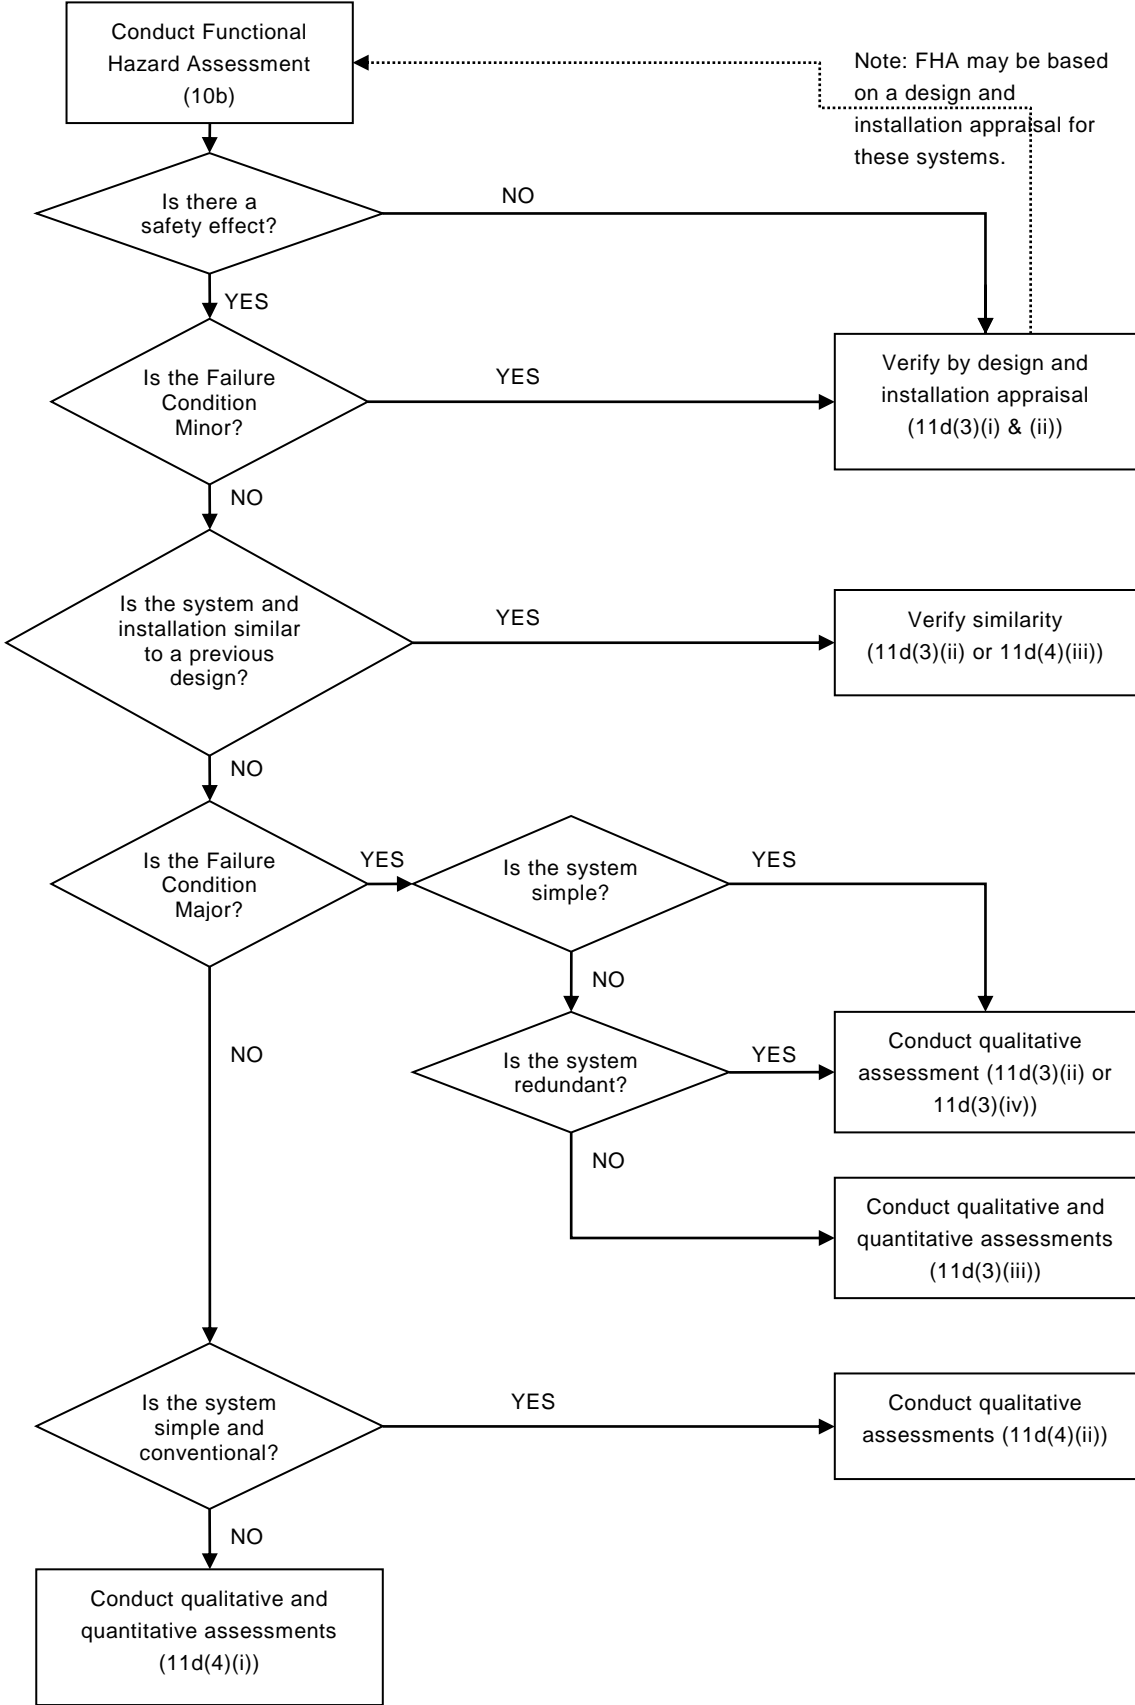 Conduct Functional
Hazard Assessment
(10b)
Note: FHA may be based
on a design and
installation appraisal for
these systems.
Is there a
safety effect?
NO
YES
Is the Failure
Condition
Minor?
YES
Verify by design and
installation appraisal
(11d(3)(i) & (ii))
NO
Is the system and
installation similar
to a previous
design?
YES
Verify similarity
(11d(3)(ii) or 11d(4)(iii))
NO
Is the Failure
Condition
Major?
YES
Is the system
simple?
YES
NO
NO
Is the system
redundant?
YES
Conduct qualitative
assessment (11d(3)(ii) or
11d(3)(iv))
NO
Conduct qualitative and
quantitative assessments
(11d(3)(iii))
Is the system
simple and
conventional?
YES
Conduct qualitative
assessments (11d(4)(ii))
NO
Conduct qualitative and
quantitative assessments
(11d(4)(i))